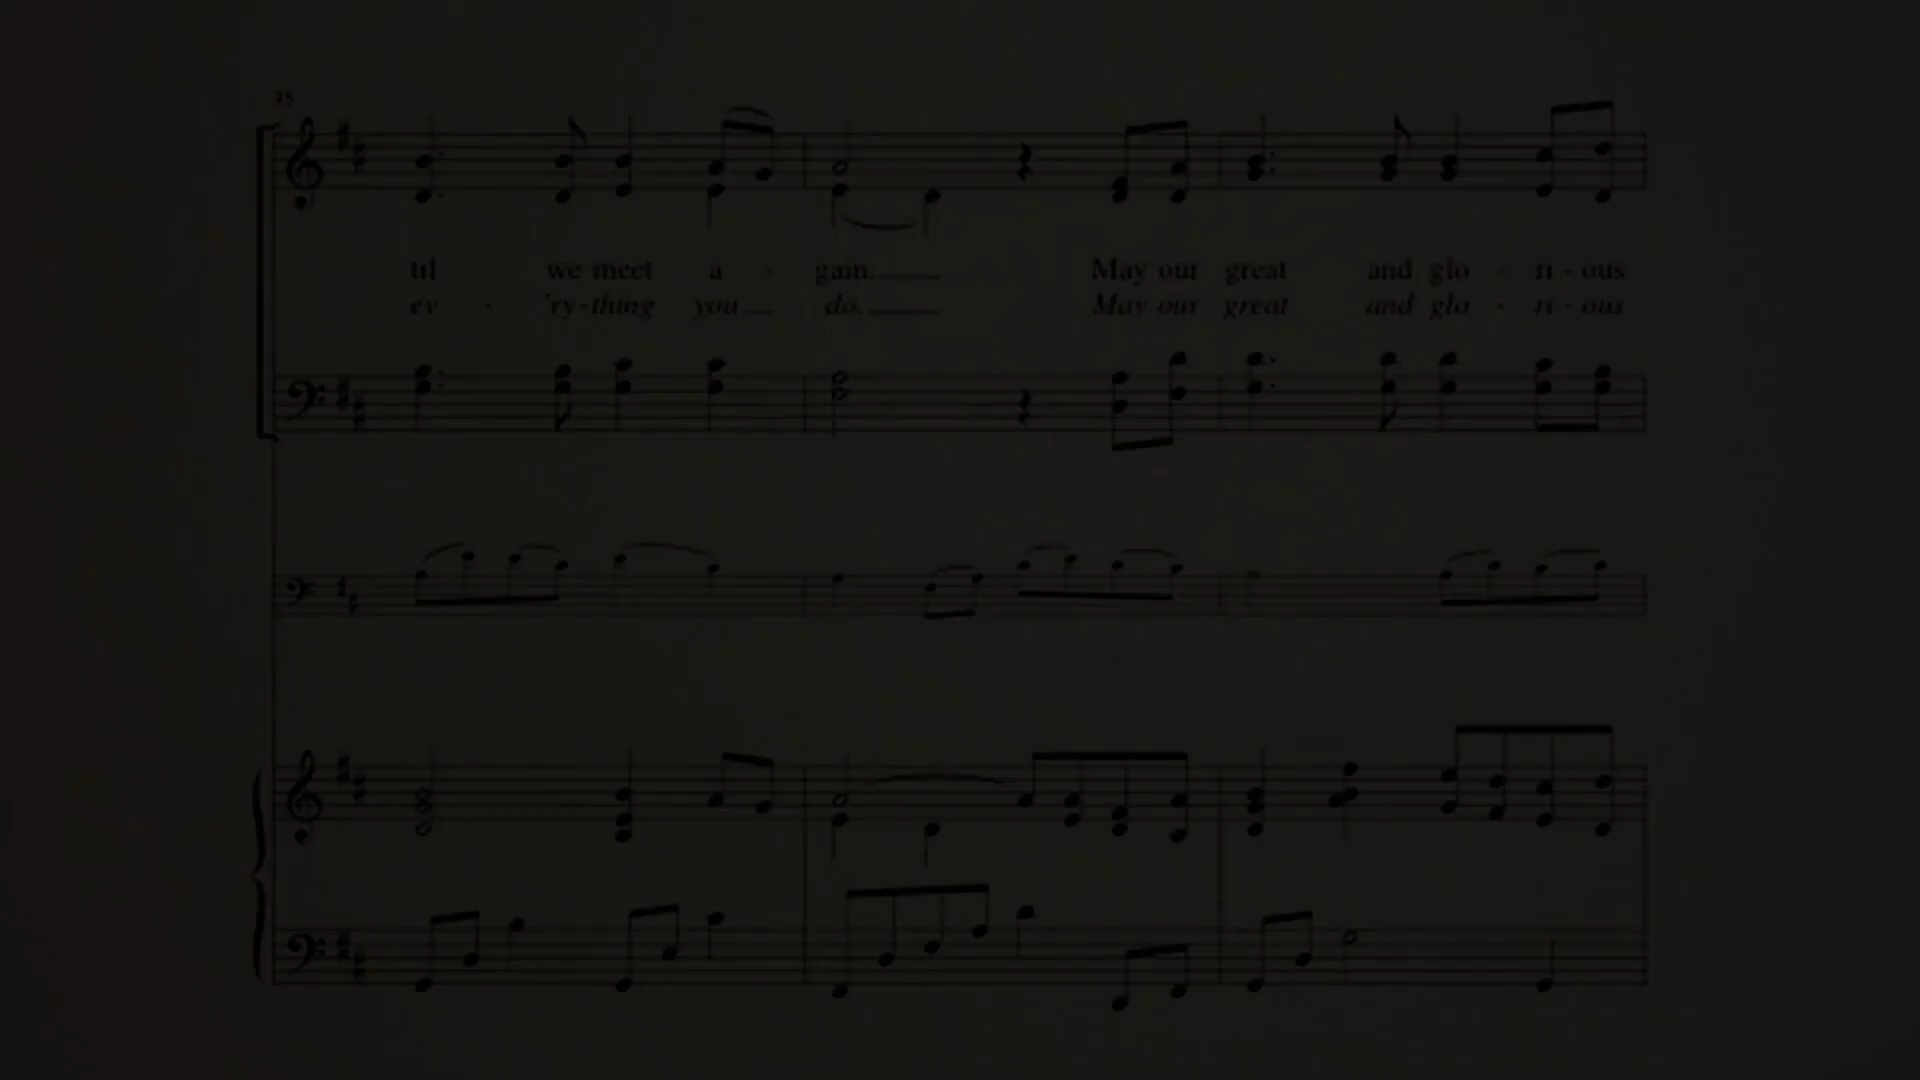 35
til we meet a - gain.
May our great and glo - ri - ous
ev - 'ry-thing you do.
May our great and glo - ri - ous